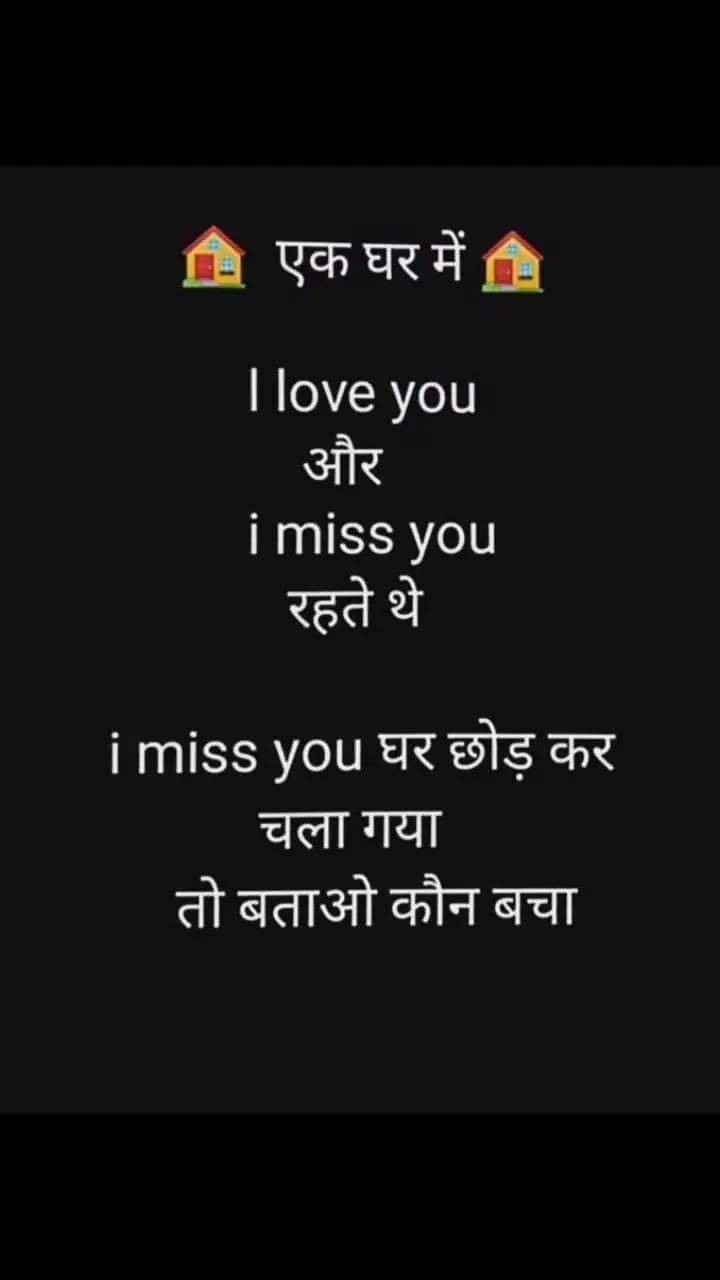 🏠 एक घर में 🏠
I love you
और
i miss you
रहते थे
i miss you घर छोड़ कर
चला गया
तो बताओ कौन बचा